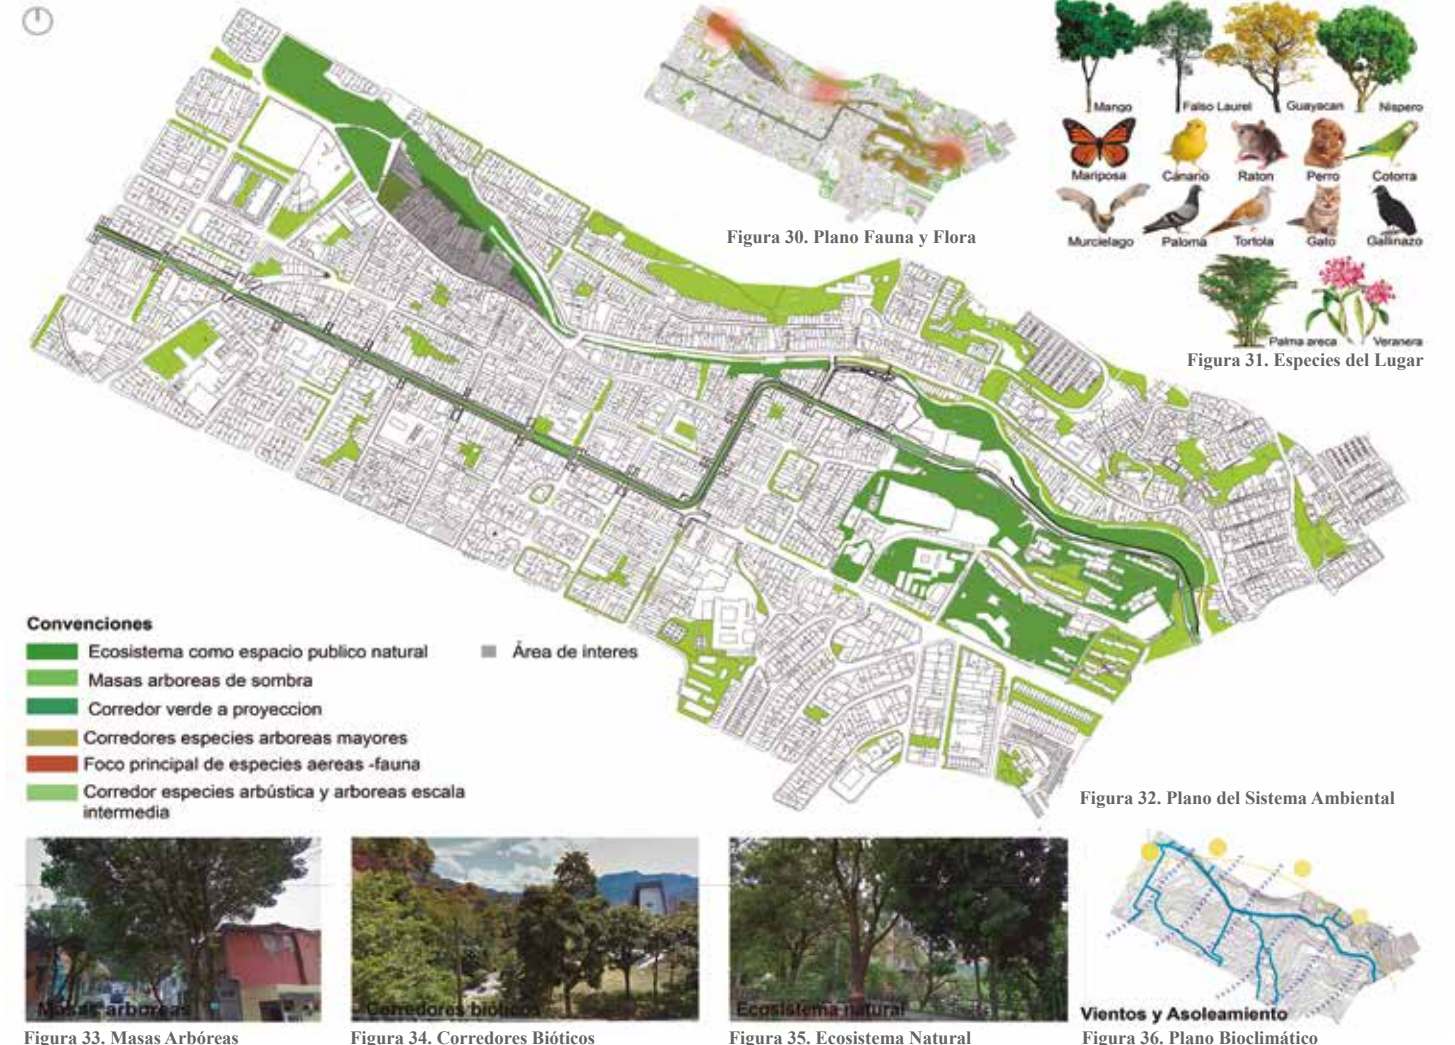 Mango
Falso Laurel
Guayacan
Nispero
Mariposa
Canario
Raton
Perro
Cotorra
Murcielago
Paloma
Tortola
Gato
Gallinazo
Figura 30. Plano Fauna y Flora
Palma areca
Veranera
Figura 31. Especies del Lugar
Convenciones
Ecosistema como espacio publico natural
Área de interes
Masas arboreas de sombra
Corredor verde a proyeccion
Corredores especies arboreas mayores
Foco principal de especies aereas -fauna
Corredor especies arbústica y arboreas escala
intermedia
Figura 32. Plano del Sistema Ambiental
Masas arboreas
Corredores bióticos
Ecosistema natural
Vientos y Asoleamiento
Figura 33. Masas Arbóreas
Figura 34. Corredores Bióticos
Figura 35. Ecosistema Natural
Figura 36. Plano Bioclimático